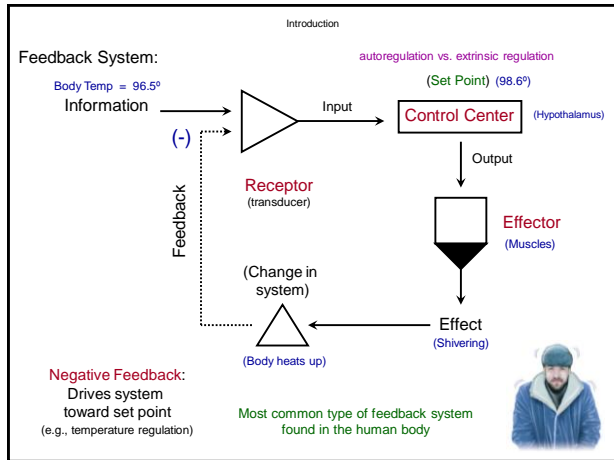 Introduction
Feedback System:
autoregulation vs. extrinsic regulation
Body Temp = 96.5º
(Set Point) (98.6º)
Information
Input
Control Center
(Hypothalamus)
(-)
Output
Receptor
(transducer)
Effector
(Muscles)
Feedback
(Change in
system)
Effect
(Shivering)
(Body heats up)
Negative Feedback:
Drives system
toward set point
(e.g., temperature regulation)
Most common type of feedback system
found in the human body